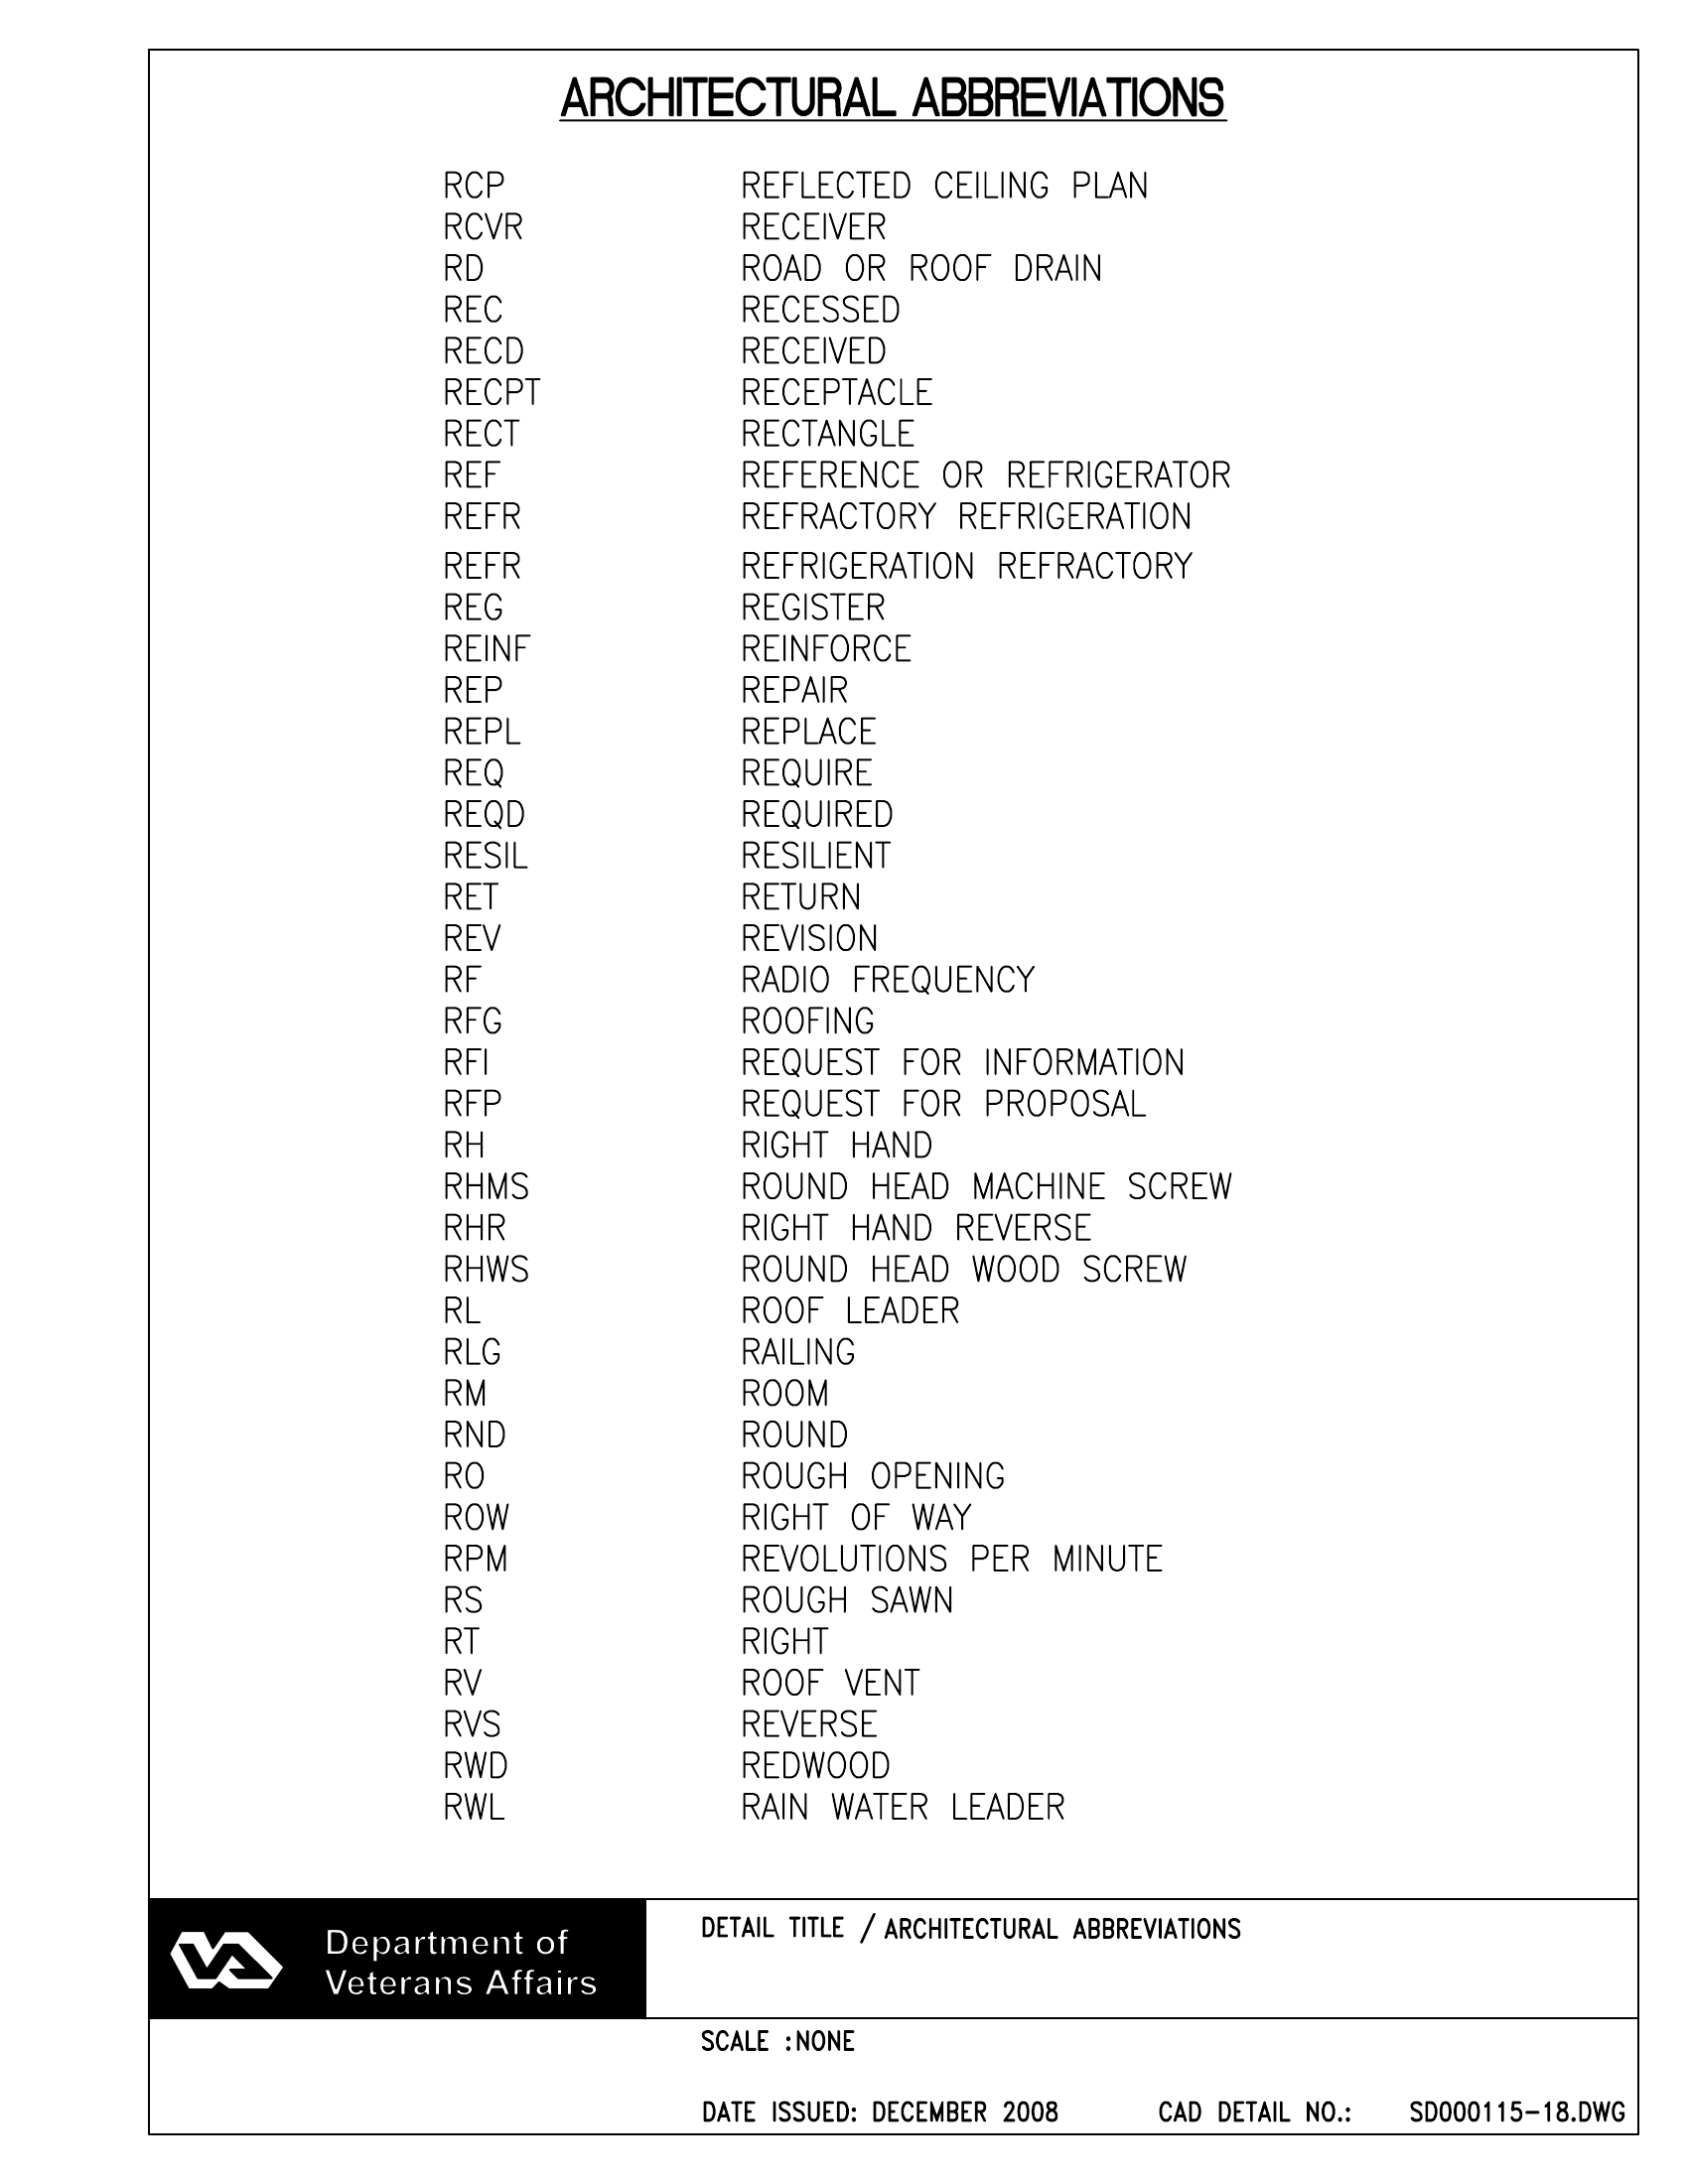 ARCHITECTURAL ABBREVIATIONS
RCP REFLECTED CEILING PLAN
RCVR RECEIVER
RD ROAD OR ROOF DRAIN
REC RECESSED
RECD RECEIVED
RECPT RECEPTACLE
RECT RECTANGLE
REF REFERENCE OR REFRIGERATOR
REFR REFRACTORY REFRIGERATION
REFR REFRIGERATION REFRACTORY
REG REGISTER
REINF REINFORCE
REP REPAIR
REPL REPLACE
REQ REQUIRE
REQD REQUIRED
RESIL RESILIENT
RET RETURN
REV REVISION
RF RADIO FREQUENCY
RFG ROOFING
RFI REQUEST FOR INFORMATION
RFP REQUEST FOR PROPOSAL
RH RIGHT HAND
RHMS ROUND HEAD MACHINE SCREW
RHR RIGHT HAND REVERSE
RHWS ROUND HEAD WOOD SCREW
RL ROOF LEADER
RLG RAILING
RM ROOM
RND ROUND
RO ROUGH OPENING
ROW RIGHT OF WAY
RPM REVOLUTIONS PER MINUTE
RS ROUGH SAWN
RT RIGHT
RV ROOF VENT
RVS REVERSE
RWD REDWOOD
RWL RAIN WATER LEADER
Department of
Veterans Affairs
DETAIL TITLE / ARCHITECTURAL ABBREVIATIONS
SCALE :NONE
DATE ISSUED: DECEMBER 2008 CAD DETAIL NO.: SD000115-18.DWG